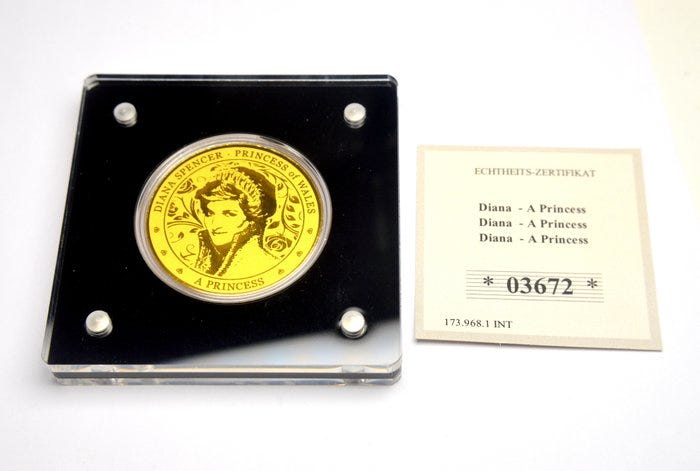 DIANA SPENCER · PRINCESS of WALES
A PRINCESS
ECHTHEITS-ZERTIFIKAT
Diana - A Princess
Diana - A Princess
Diana - A Princess
* 03672 *
173.968.1 INT